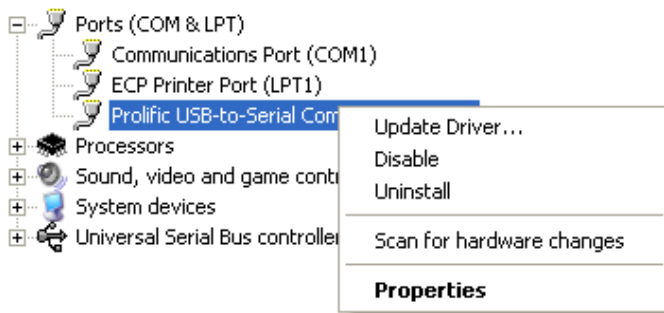 Ports (COM & LPT)
Communications Port (COM1)
ECP Printer Port (LPT1)
Prolific USB-to-Serial Com
Processors
Sound, video and game cont
System devices
Universal Serial Bus controller
Update Driver...
Disable
Uninstall
Scan for hardware changes
Properties